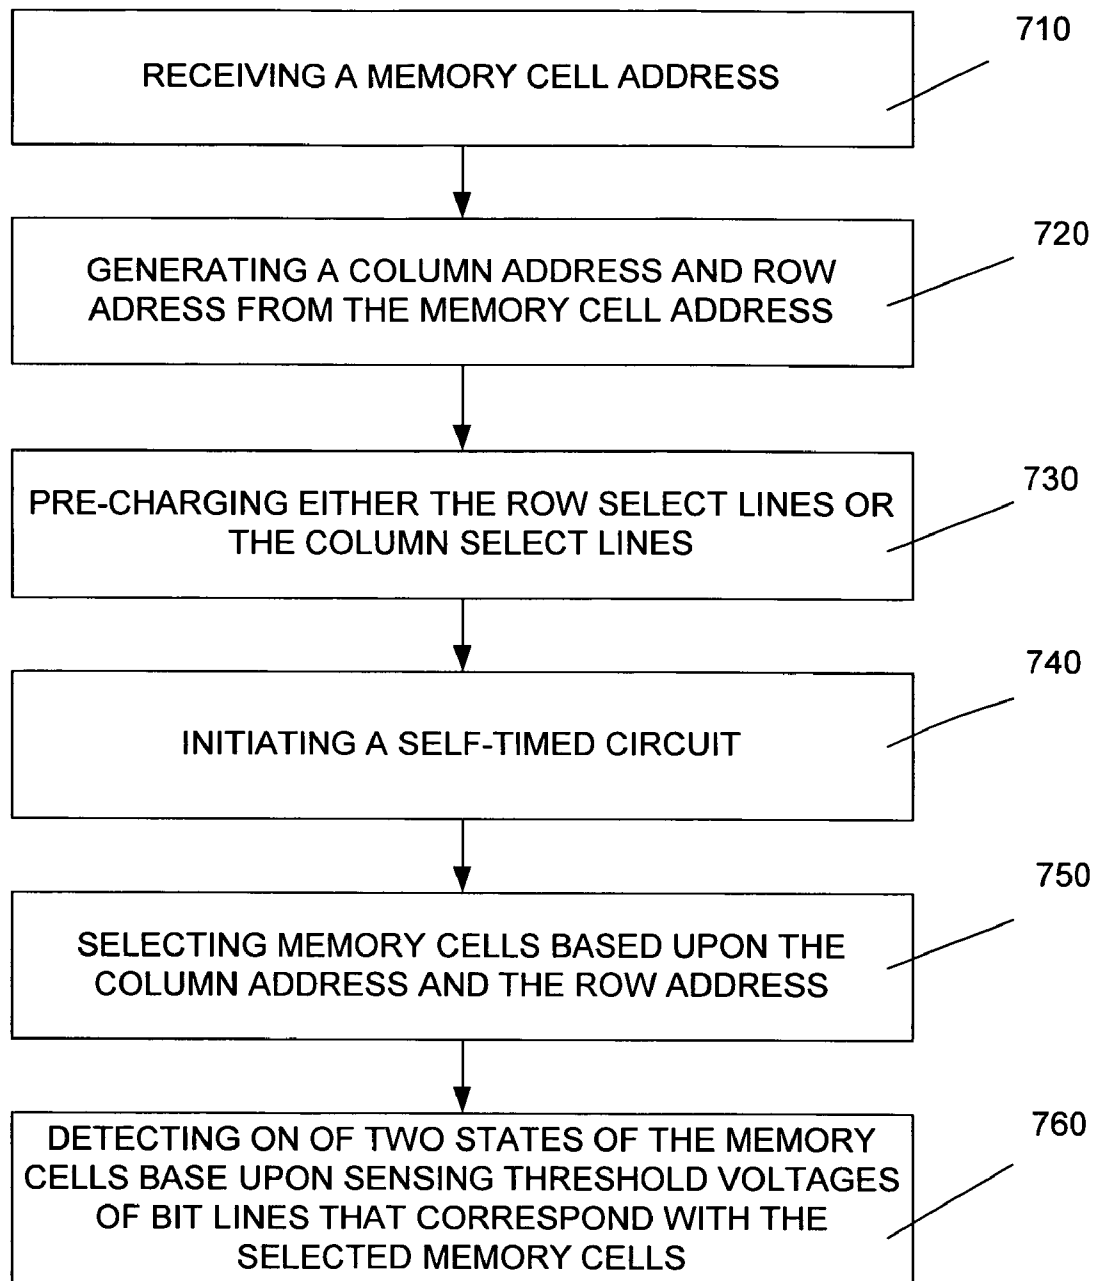 710
RECEIVING A MEMORY CELL ADDRESS
720
GENERATING A COLUMN ADDRESS AND ROW
ADRESS FROM THE MEMORY CELL ADDRESS
730
PRE-CHARGING EITHER THE ROW SELECT LINES OR
THE COLUMN SELECT LINES
740
INITIATING A SELF-TIMED CIRCUIT
750
SELECTING MEMORY CELLS BASED UPON THE
COLUMN ADDRESS AND THE ROW ADDRESS
760
DETECTING ON OF TWO STATES OF THE MEMORY
CELLS BASE UPON SENSING THRESHOLD VOLTAGES
OF BIT LINES THAT CORRESPOND WITH THE
SELECTED MEMORY CELLS